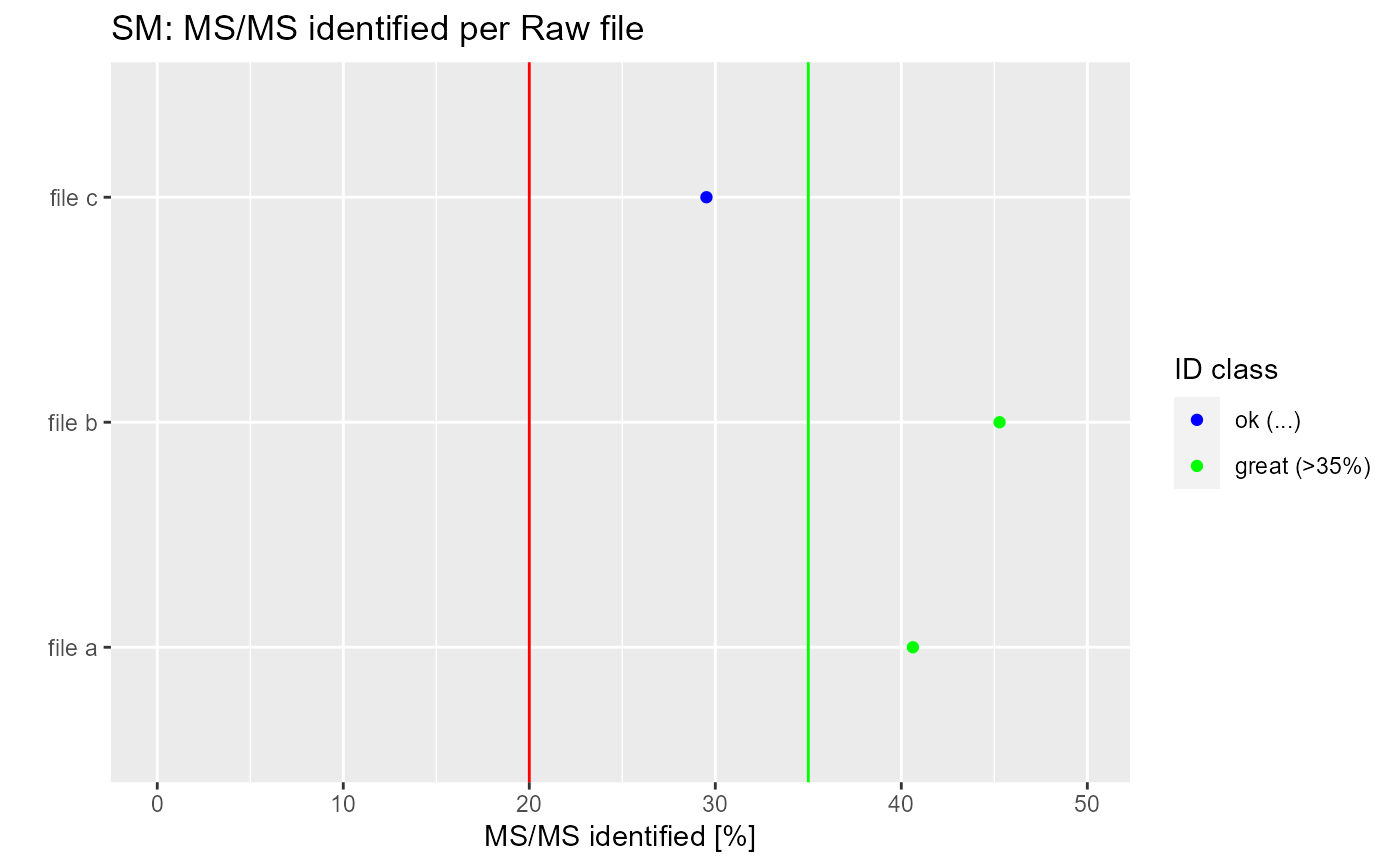 SM: MS/MS identified per Raw file
file c
file b
file a
0 10 20 30 40 50
MS/MS identified [%]
ID class
ok (...)
great (>35%)